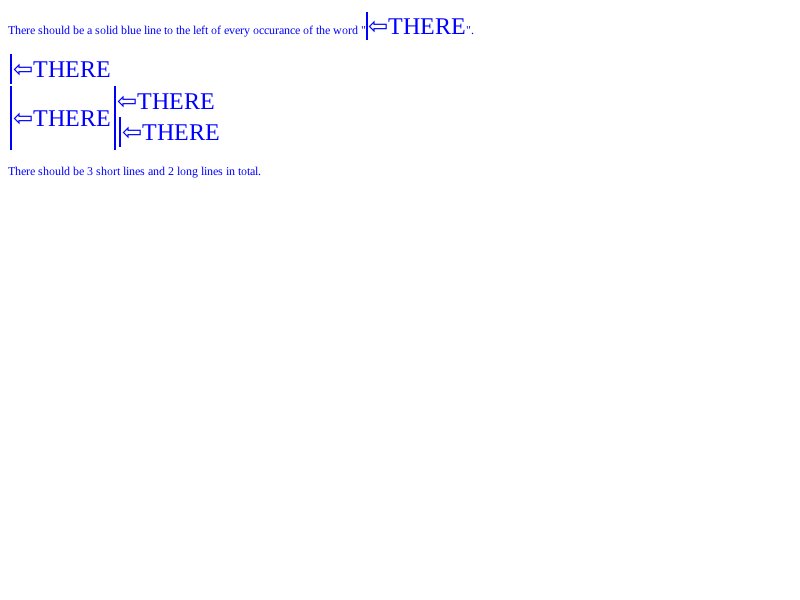 There should be a solid blue line to the left of every occurance of the word "⇦THERE".
⇦THERE
⇦THERE ⇦THERE
⇦THERE
There should be 3 short lines and 2 long lines in total.